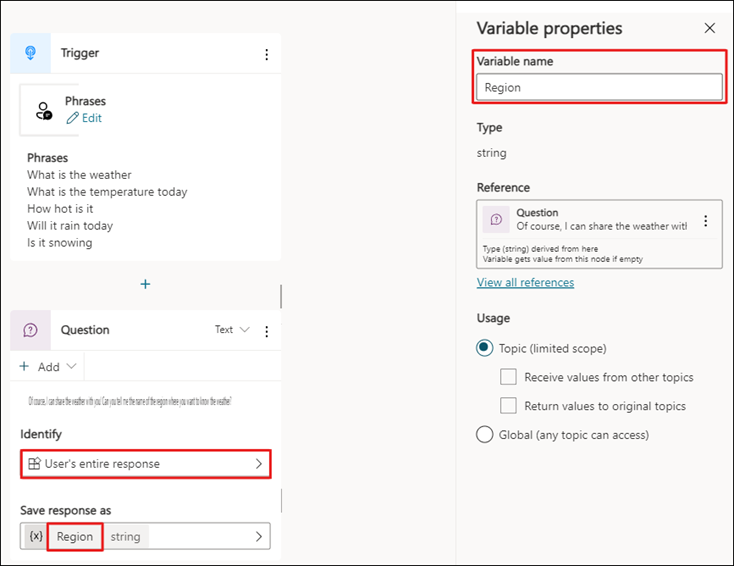 Trigger
Phrases
Edit
Phrases
What is the weather
What is the temperature today
How hot is it
Will it rain today
Is it snowing
Question
Text
Add
Of course, I can share the weather with you! Can you tell me the name of the region where you want to know the weather?
Identify
User's entire response
Save response as
{x} Region string
Variable properties
Variable name
Region
Type
string
Reference
Question
Of course, I can share the weather with
Type (string) derived from here
Variable gets value from this node if empty
View all references
Usage
Topic (limited scope)
Receive values from other topics
Return values to original topics
Global (any topic can access)